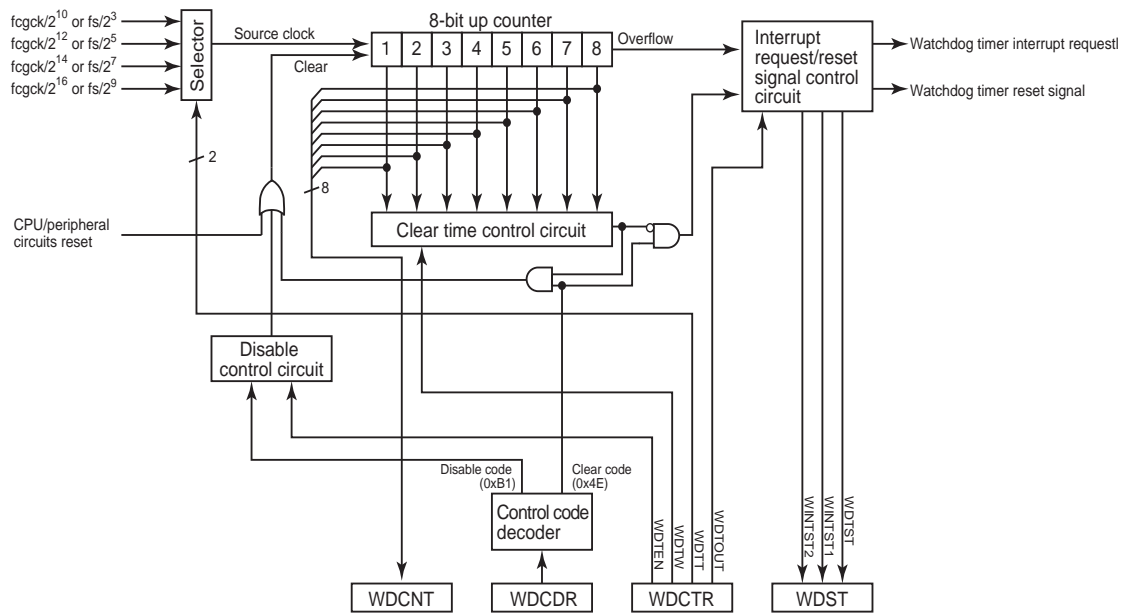 8-bit up counter
fcgck/2^10 or fs/2^3
fcgck/2^12 or fs/2^5
fcgck/2^14 or fs/2^7
fcgck/2^16 or fs/2^9
Selector
Source clock
Clear
1 2 3 4 5 6 7 8
Overflow
Interrupt
request/reset
signal control
circuit
Watchdog timer interrupt requestl
Watchdog timer reset signal
2
8
CPU/peripheral
circuits reset
Clear time control circuit
Disable
control circuit
Disable code
(0xB1)
Clear code
(0x4E)
Control code
decoder
WDTEN
WDTW
WDTT
WDTOUT
WINTST2
WINTST1
WDTST
WDCNT
WDCDR
WDCTR
WDST